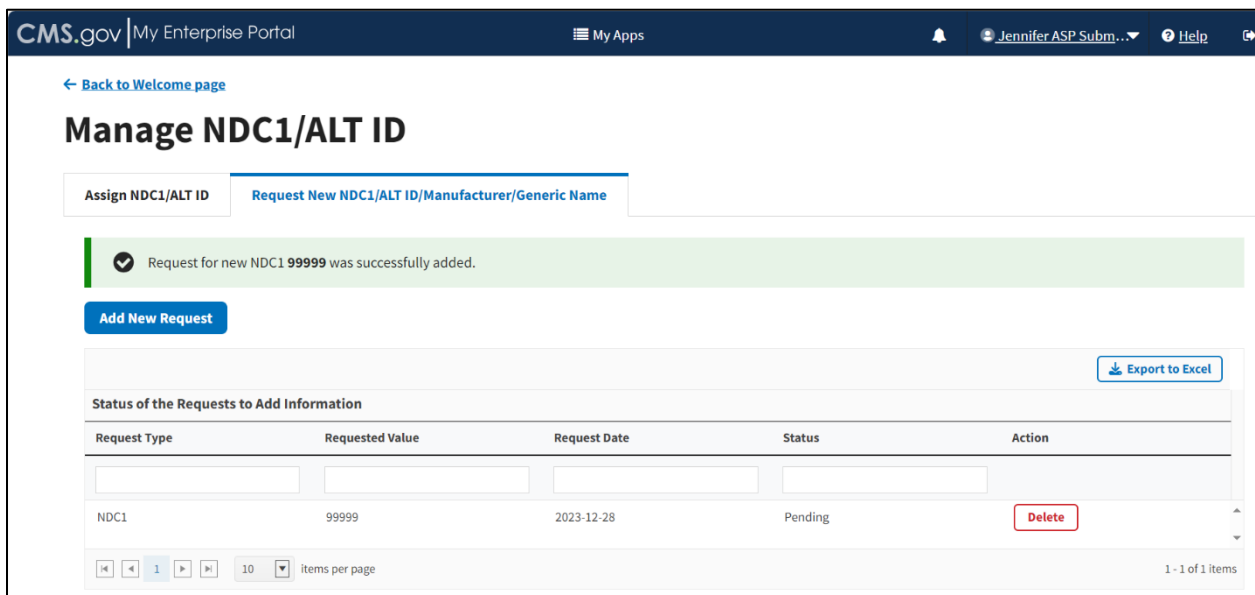 CMS.gov My Enterprise Portal My Apps Jennifer ASP Subm... Help
Back to Welcome page
Manage NDC1/ALT ID
Assign NDC1/ALT ID Request New NDC1/ALT ID/Manufacturer/Generic Name
Request for new NDC1 99999 was successfully added.
Add New Request
Export to Excel
Status of the Requests to Add Information
Request Type Requested Value Request Date Status Action
NDC1 99999 2023-12-28 Pending Delete
1 10 items per page 1 - 1 of 1 items